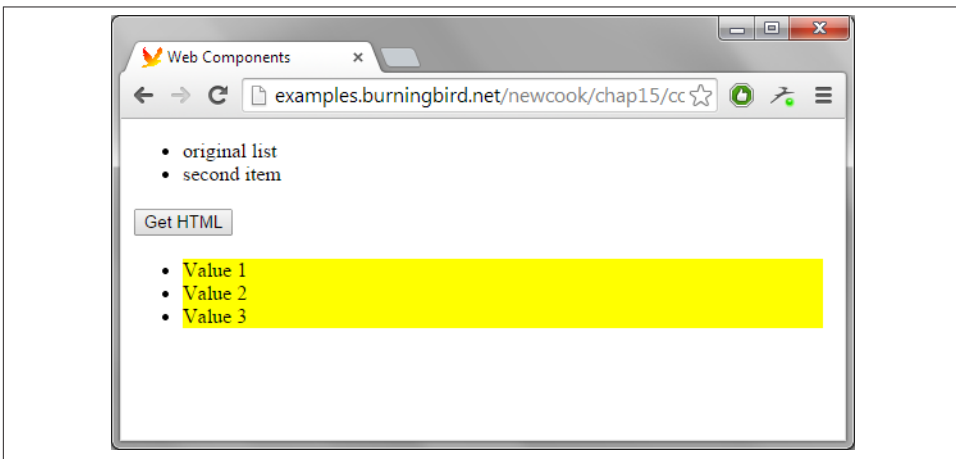 Web Components
examples.burningbird.net/newcook/chap15/cc
original list
second item
Get HTML
Value 1
Value 2
Value 3